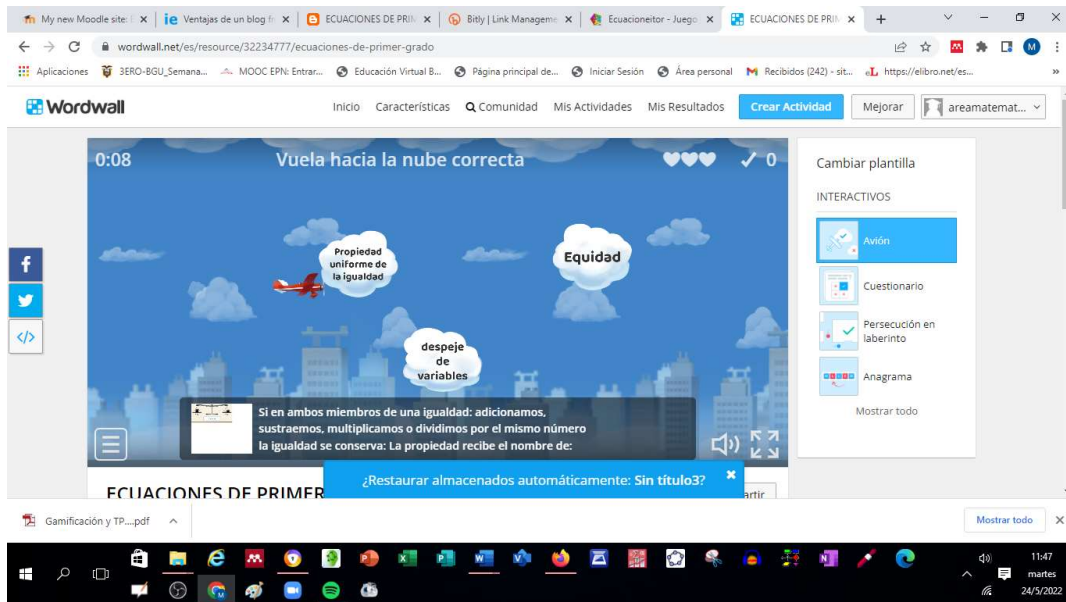 My new Moodle site:
Ventajas de un blog
ECUACIONES DE PRI
Bitly | Link Manageme
Ecuacioneitor - Juego
ECUACIONES DE PRI
wordwall.net/es/resource/32234777/ecuaciones-de-primer-grado
M
Aplicaciones
3ERO-BGU_Semana...
MOOC EPN: Entrar...
Educación Virtual B...
Página principal de...
Iniciar Sesión
Área personal
Recibidos (242) - sit...
https://elibro.net/es...
Wordwall
Inicio
Características
Comunidad
Mis Actividades
Mis Resultados
Crear Actividad
Mejorar
areamatemat...
0:08
Vuela hacia la nube correcta
0
Propiedad
uniforme de
la igualdad
Equidad
despeje
de
variables
Si en ambos miembros de una igualdad: adicionamos,
sustraemos, multiplicamos o dividimos por el mismo número
la igualdad se conserva: La propiedad recibe el nombre de:
Cambiar plantilla
INTERACTIVOS
Avión
Cuestionario
Persecución en
laberinto
Anagrama
Mostrar todo
¿Restaurar almacenados automáticamente: Sin título3?
ECUACIONES DE PRIMER
artir
Gamificación y TP....pdf
Mostrar todo
11:47
martes
24/5/2022